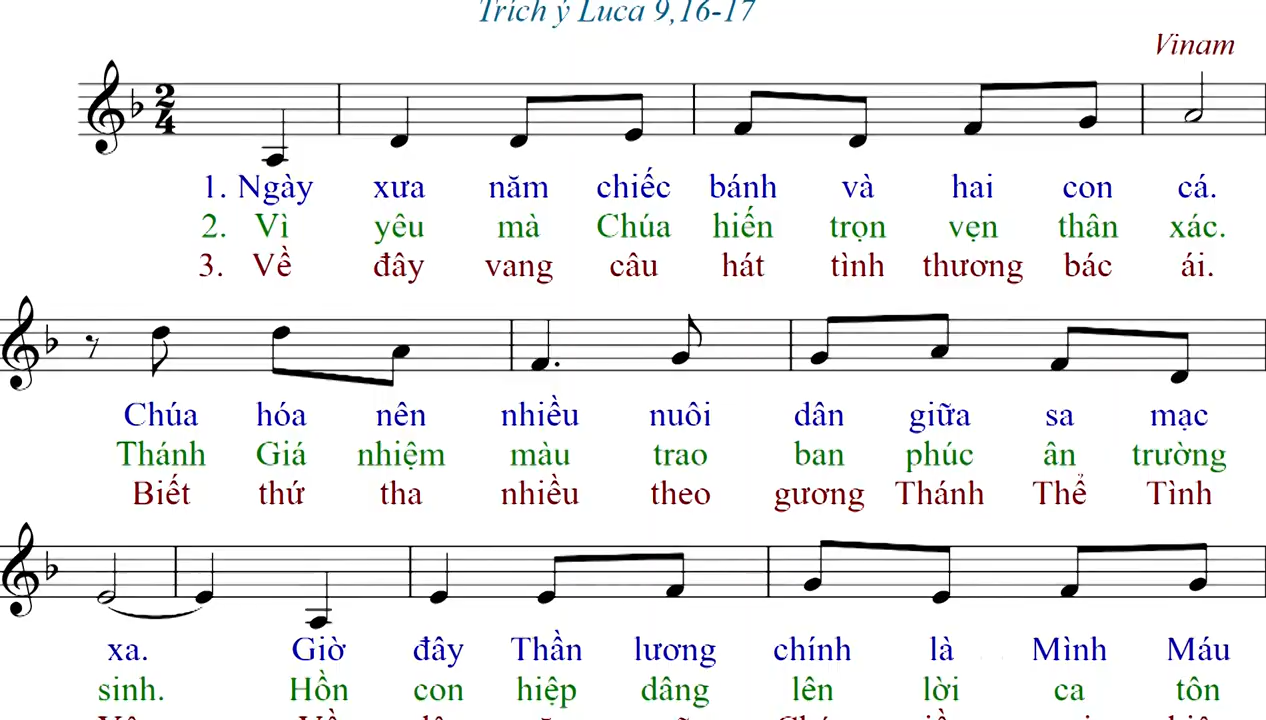 Trích ý Luca 9,16-17
Vinam
2
4
1. Ngày xưa năm chiếc bánh và hai con cá.
2. Vì yêu mà Chúa hiến trọn vẹn thân xác.
3. Về đây vang câu hát tình thương bác ái.
Chúa hóa nên nhiều nuôi dân giữa sa mạc
Thánh Giá nhiệm màu trao ban phúc ân trường
Biết thứ tha nhiều theo gương Thánh Thể Tình
xa. Giờ đây Thần lương chính là Mình Máu
sinh. Hồn con hiệp dâng lên lời ca tôn